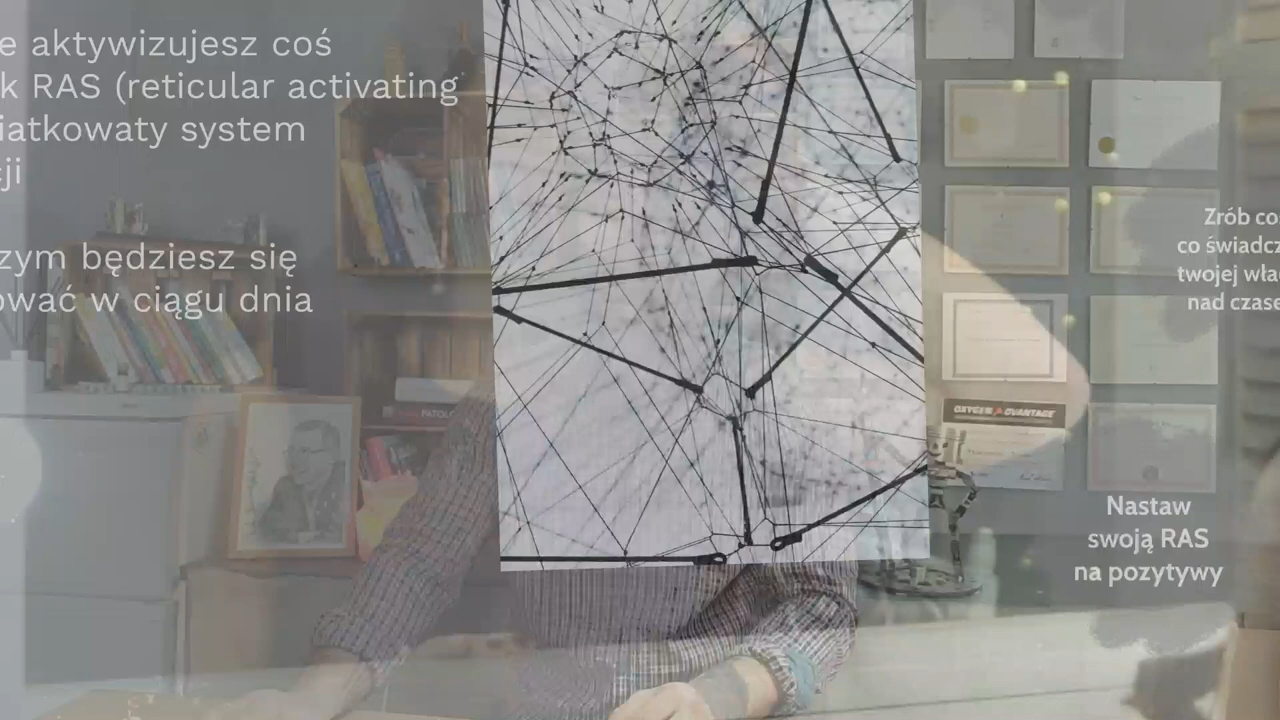 e aktywizujesz coś
k RAS (reticular activating
iatkowaty system
ji
zym będziesz się
ować w ciągu dnia
PATOLO
OXYGEN ADVANTAGE
Zrób co
co świadcz
twojej wła
nad czase
Nastaw
swoją RAS
na pozytywy